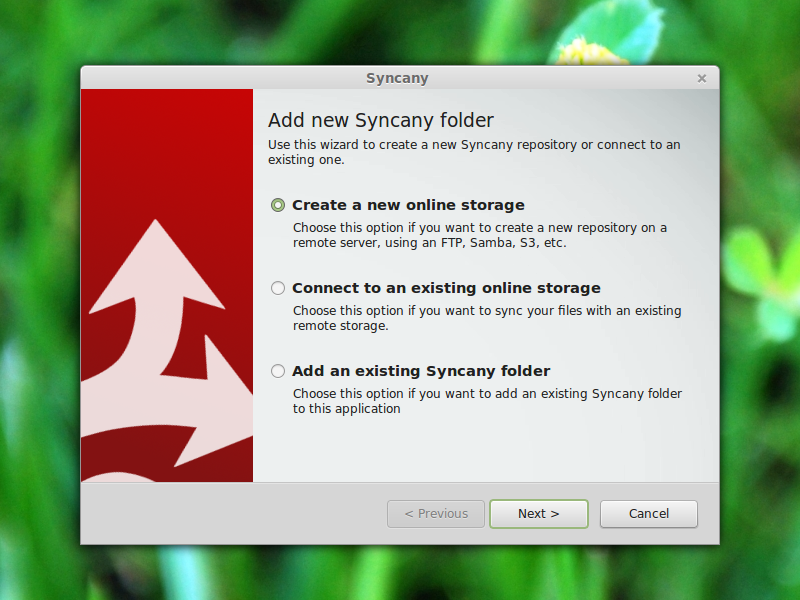 Syncany
Add new Syncany folder
Use this wizard to create a new Syncany repository or connect to an
existing one.
Create a new online storage
Choose this option if you want to create a new repository on a
remote server, using an FTP, Samba, S3, etc.
Connect to an existing online storage
Choose this option if you want to sync your files with an existing
remote storage.
Add an existing Syncany folder
Choose this option if you want to add an existing Syncany folder
to this application
< Previous Next > Cancel